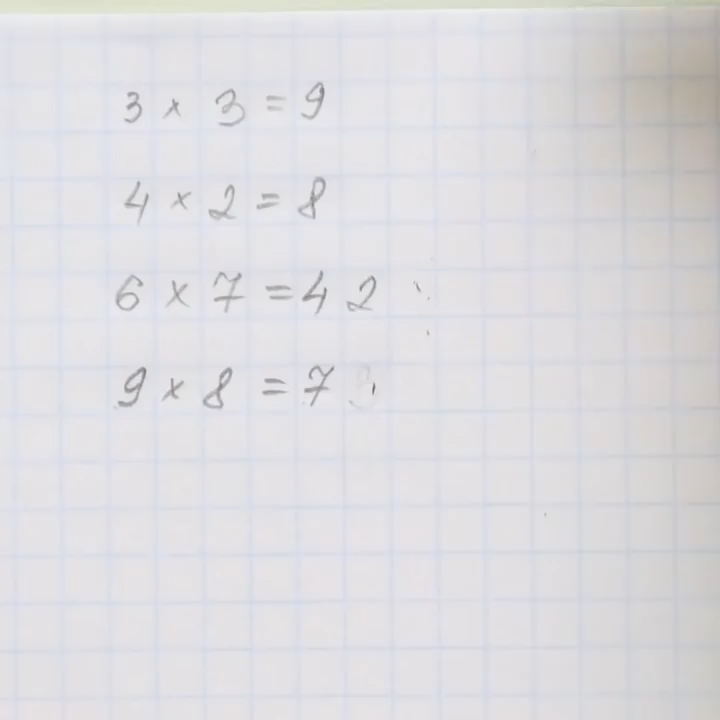 3 × 3 = 9
4 × 2 = 8
6 × 7 = 42
9 × 8 = 7